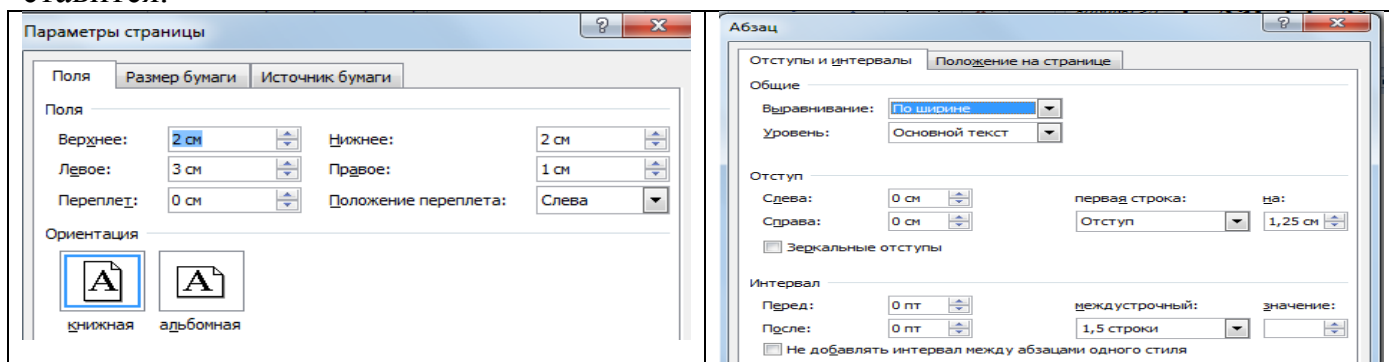 ставится.
Параметры страницы
Поля Размер бумаги Источник бумаги
Поля
Верхнее: 2 см Нижнее: 2 см
Левое: 3 см Правое: 1 см
Переплет: 0 см Положение переплета: Слева
Ориентация
A A
книжная альбомная
Абзац
Отступы и интервалы Положение на странице
Общие
Выравнивание: По ширине
Уровень: Основной текст
Отступ
Слева: 0 см первая строка: на:
Справа: 0 см Отступ 1,25 см
Зеркальные отступы
Интервал
Перед: 0 пт междустрочный: значение:
После: 0 пт 1,5 строки
Не добавлять интервал между абзацами одного стиля